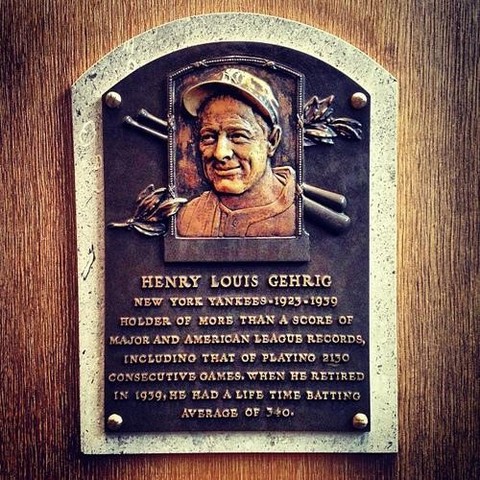 HENRY LOUIS GEHRIG
NEW YORK YANKEES-1923-1939
HOLDER OF MORE THAN A SCORE OF
MAJOR AND AMERICAN LEAGUE RECORDS,
INCLUDING THAT OF PLAYING 2130
CONSECUTIVE GAMES. WHEN HE RETIRED
IN 1939, HE HAD A LIFE TIME BATTING
AVERAGE OF 340.